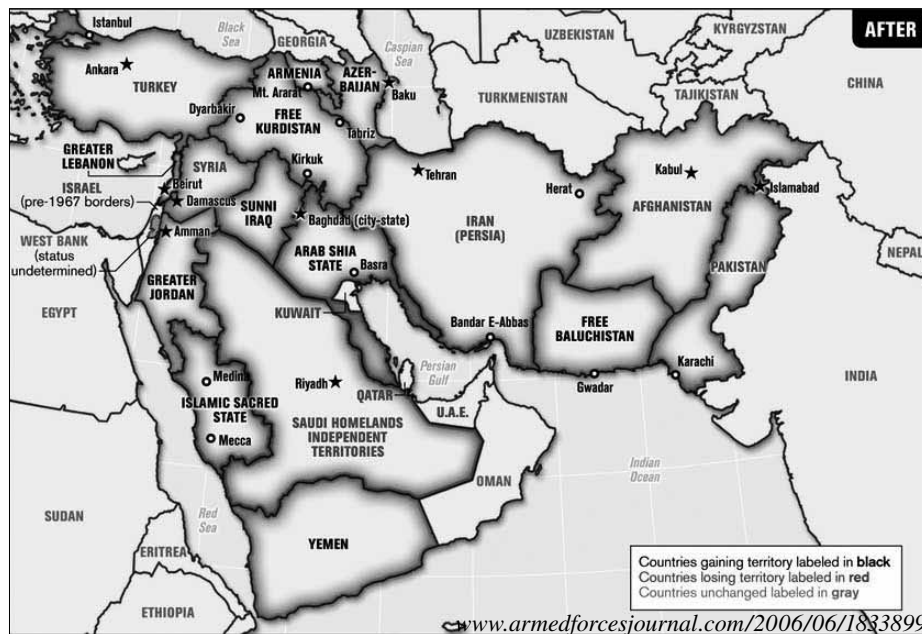 AFTER
Istanbul
Black
Sea
GEORGIA
Caspian
Sea
UZBEKISTAN
KYRGYZSTAN
Ankara
TURKEY
ARMENIA
Mt. Ararat
AZER-
BAIJAN
Baku
TURKMENISTAN
TAJIKISTAN
CHINA
Dyarbakir
FREE
KURDISTAN
Tabriz
GREATER
LEBANON
SYRIA
Kirkuk
Tehran
Herat
Kabul
Islamabad
AFGHANISTAN
ISRAEL
(pre-1967 borders)
Beirut
Damascus
SUNNI
IRAQ
Baghdad (city-state)
IRAN
(PERSIA)
WEST BANK
(status
undetermined)
Amman
ARAB SHIA
STATE
Basra
PAKISTAN
NEPAL
GREATER
JORDAN
EGYPT
KUWAIT
Bandar E-Abbas
FREE
BALUCHISTAN
Karachi
INDIA
Medina
ISLAMIC SACRED
STATE
Mecca
Riyadh
Persian
Gulf
QATAR
U.A.E.
Gwadar
SAUDI HOMELANDS
INDEPENDENT
TERRITORIES
OMAN
Indian
Ocean
SUDAN
Red
Sea
YEMEN
ERITREA
ETHIOPIA
Countries gaining territory labeled in black
Countries losing territory labeled in red
Countries unchanged labeled in gray
www.armedforcesjournal.com/2006/06/1833899